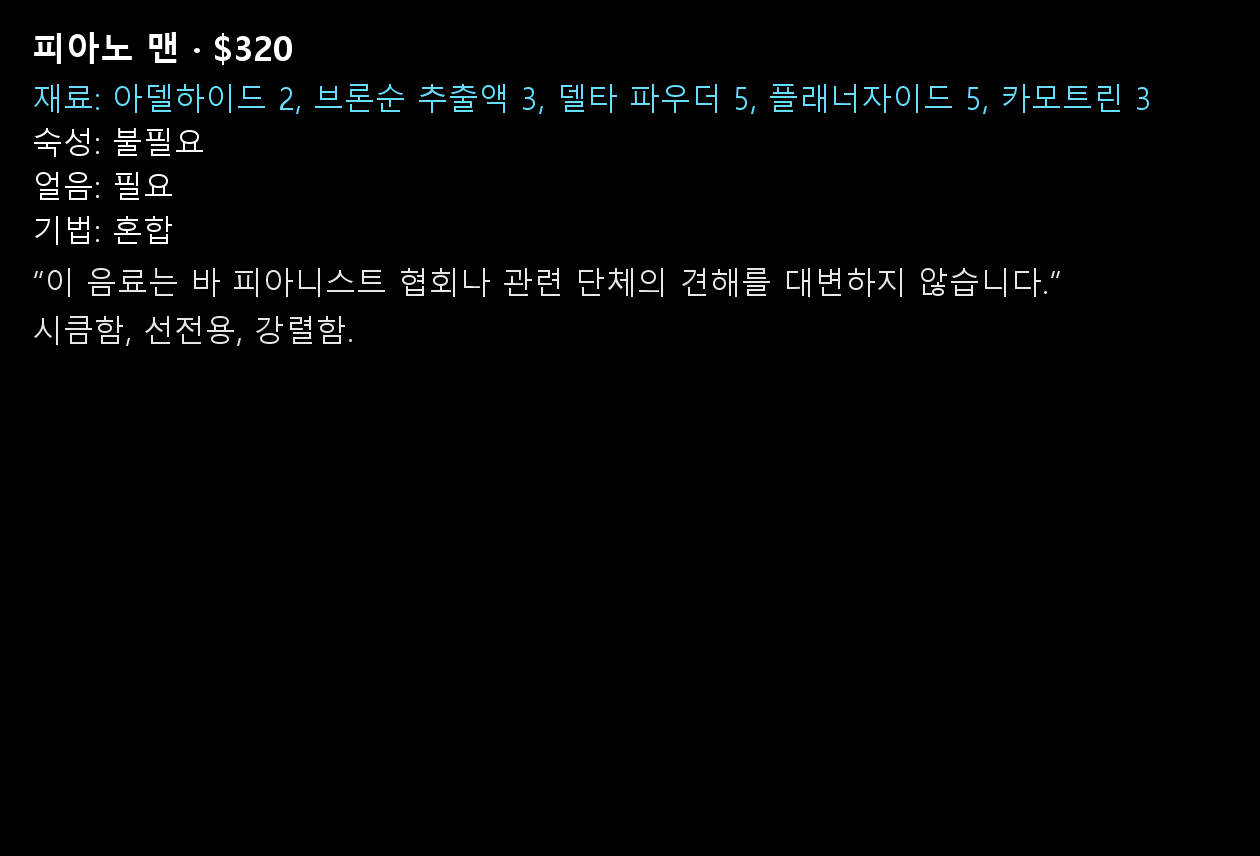 피아노 맨 · $320
재료: 아델하이드 2, 브론슨 추출액 3, 델타 파우더 5, 플래너자이드 5, 카모트린 3
숙성: 불필요
얼음: 필요
기법: 혼합
"이 음료는 바 피아니스트 협회나 관련 단체의 견해를 대변하지 않습니다."
시큼함, 선전용, 강렬함.